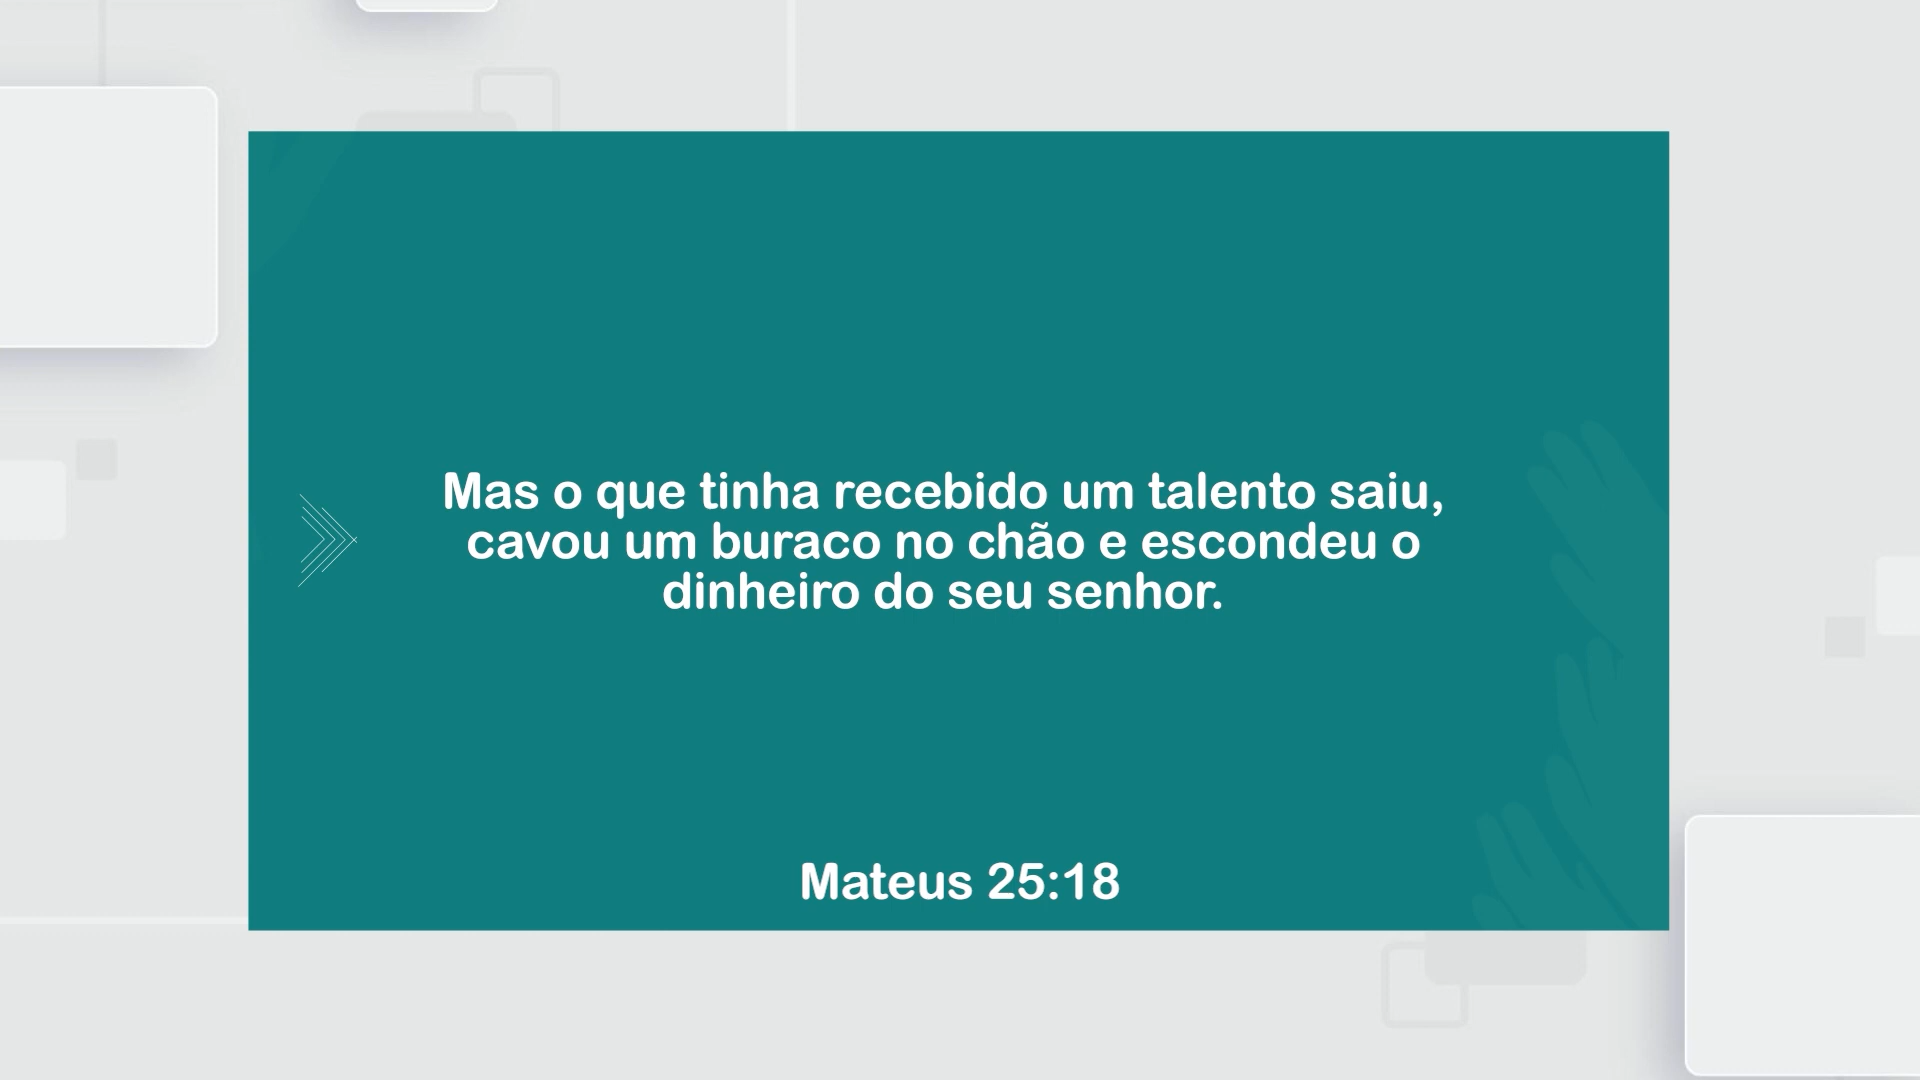 Mas o que tinha recebido um talento saiu,
cavou um buraco no chão e escondeu o
dinheiro do seu senhor.
Mateus 25:18